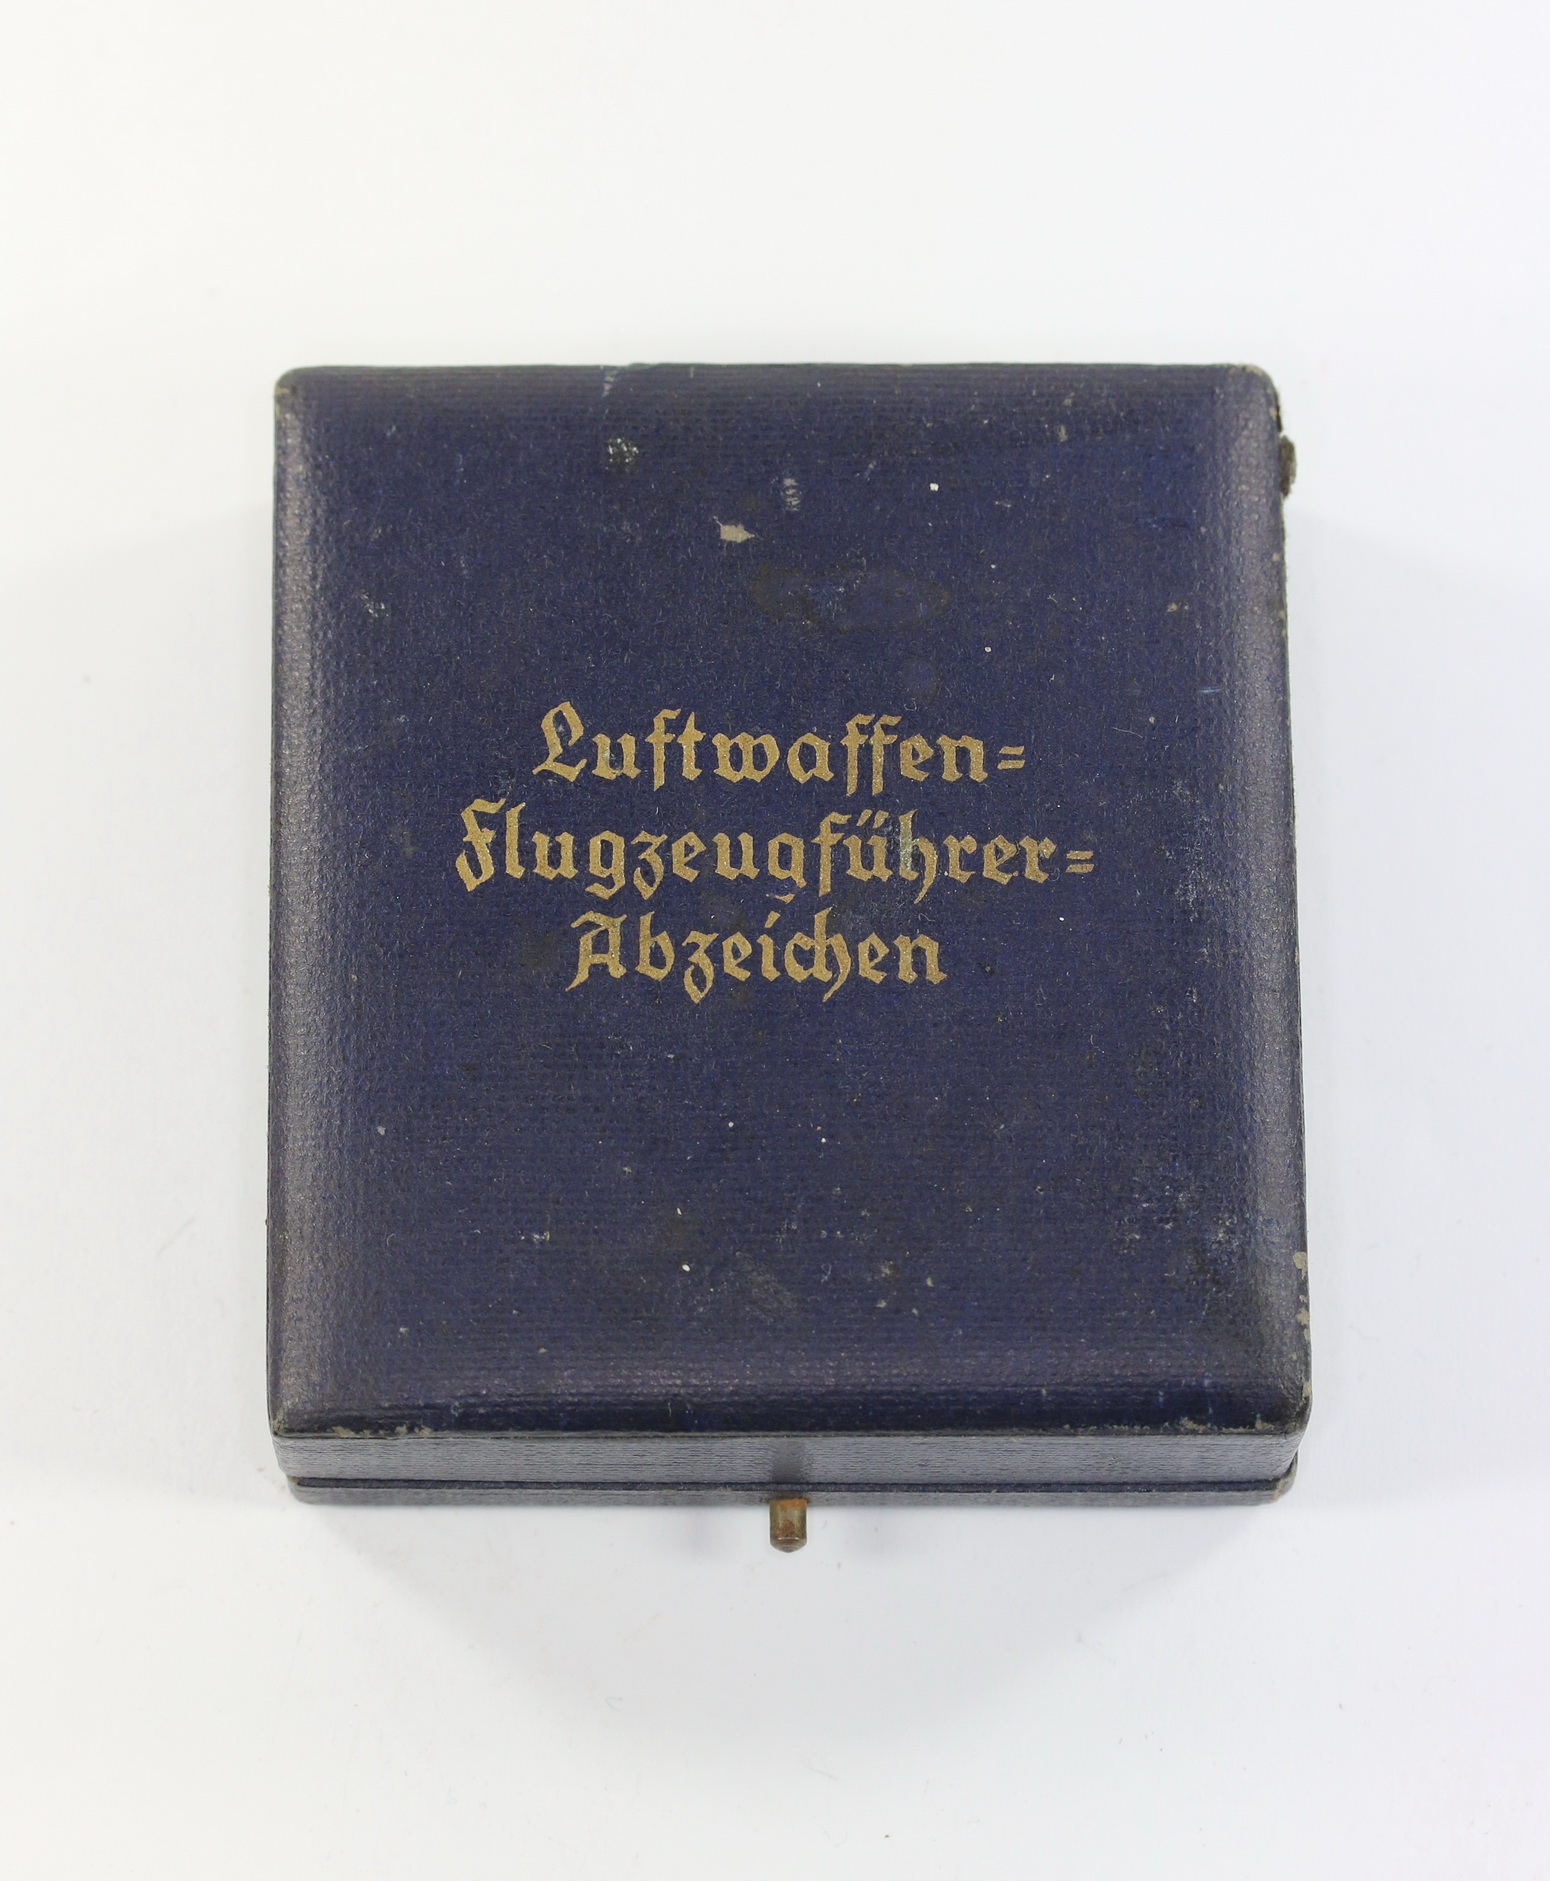 Luftwaffen=
Flugzeugführer=
Abzeichen